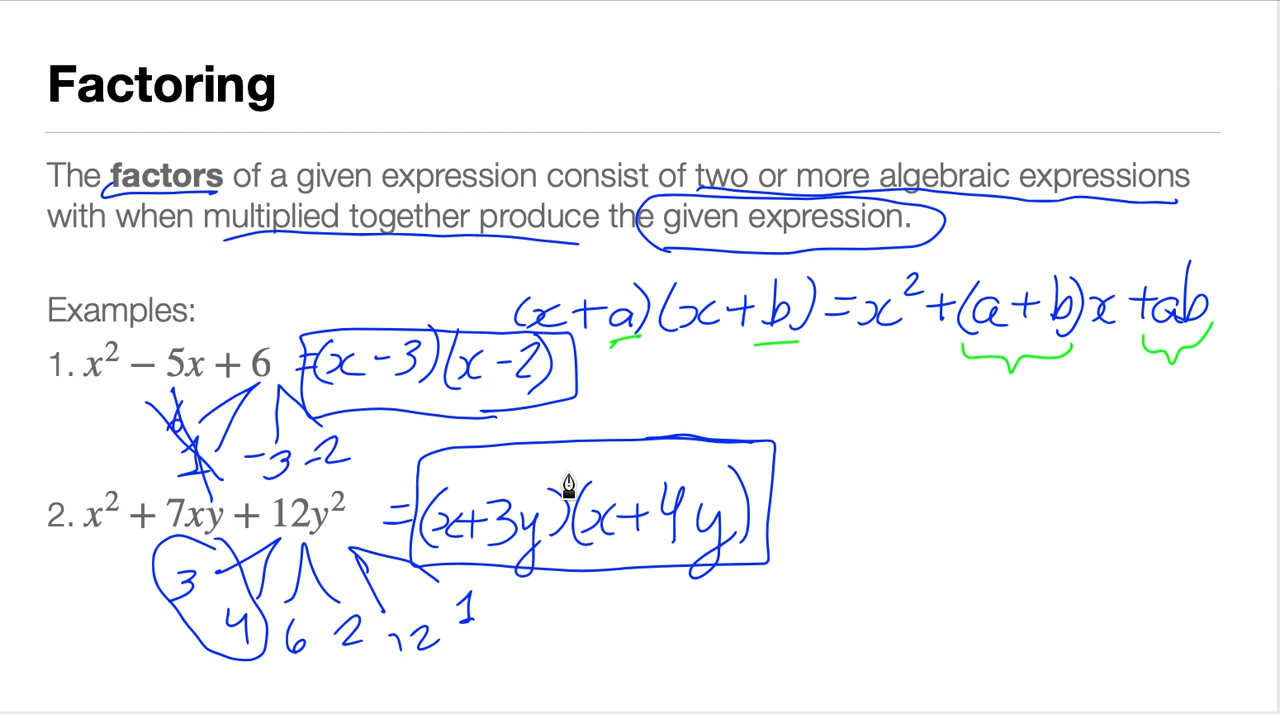 Factoring
The factors of a given expression consist of two or more algebraic expressions
with when multiplied together produce the given expression.
(x+a)(x+b)=x²+(a+b)x+ab
Examples:
1. x² − 5x + 6 =(x-3)(x-2)
-3 -2
2. x² + 7xy + 12y² =(x+3y)(x+4y)
3
4 6 2 12 1